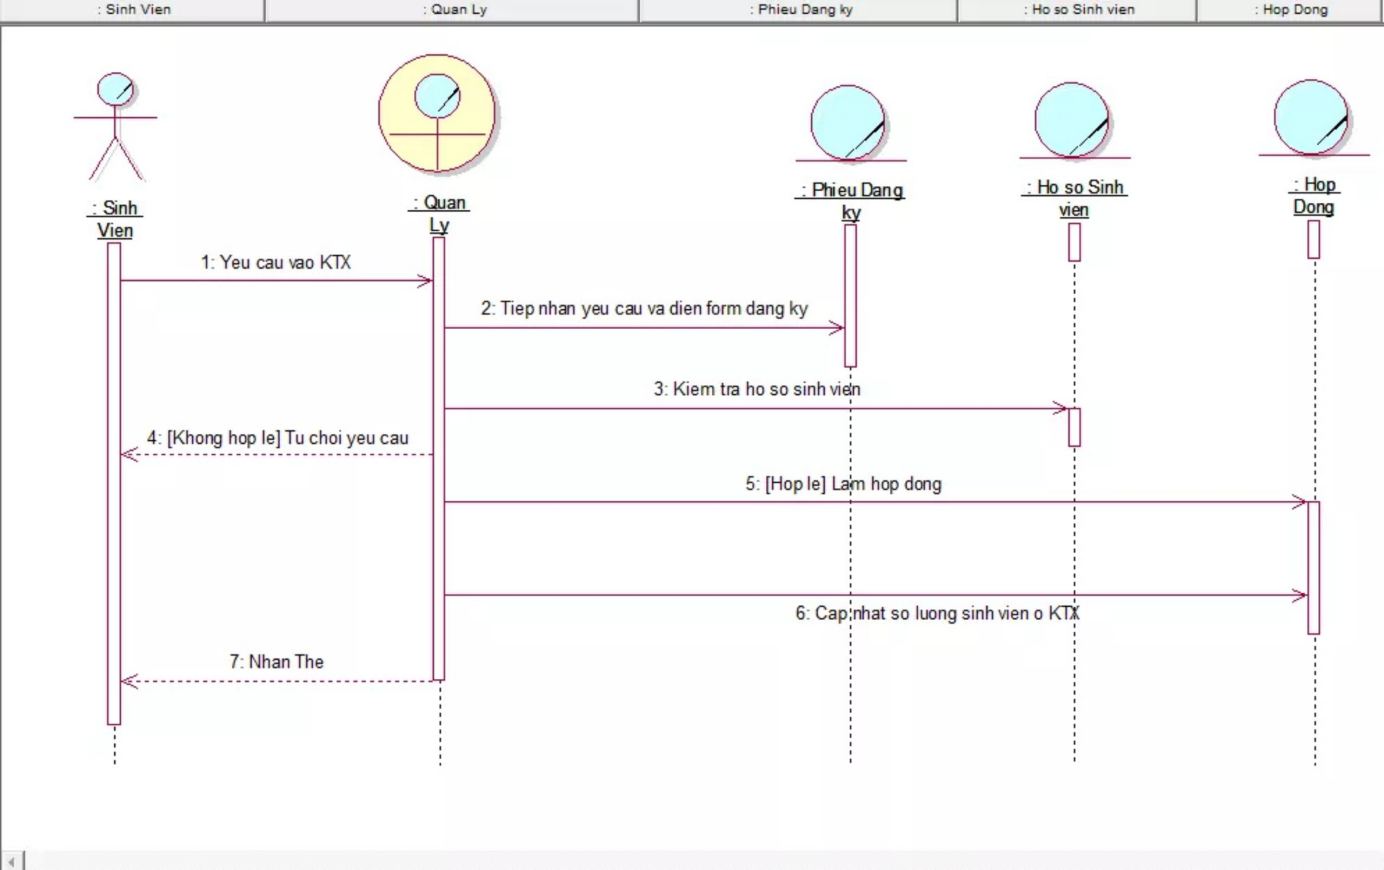 : Sinh Vien
: Quan Ly
: Phieu Dang ky
: Ho so Sinh vien
: Hop Dong
: Sinh
Vien
: Quan
Ly
: Phieu Dang
ky
: Ho so Sinh
vien
: Hop
Dong
1: Yeu cau vao KTX
2: Tiep nhan yeu cau va dien form dang ky
3: Kiem tra ho so sinh vien
4: [Khong hop le] Tu choi yeu cau
5: [Hop le] Lam hop dong
6: Cap nhat so luong sinh vien o KTX
7: Nhan The